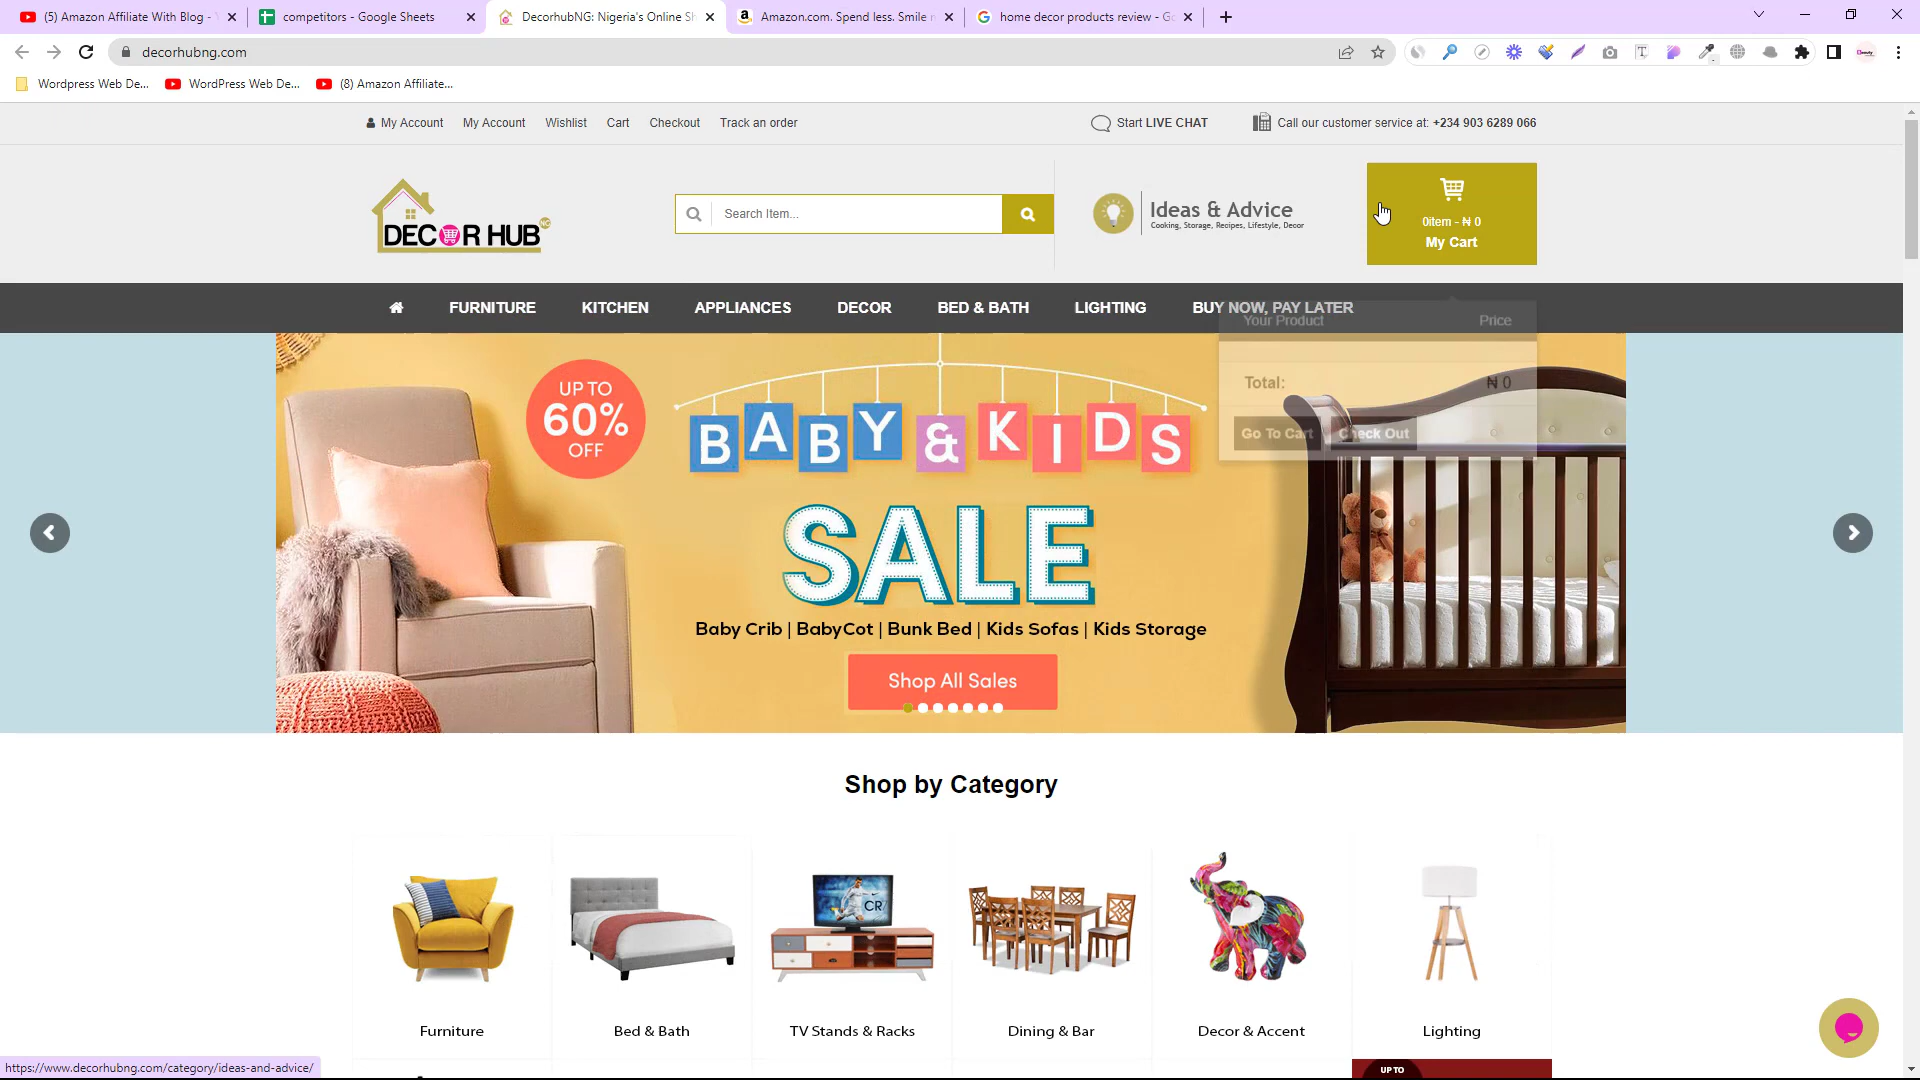 (5) Amazon Affiliate With Blog -
competitors - Google Sheets
DecorhubNG: Nigeria's Online Sh
Amazon.com. Spend less. Smile
home decor products review - Go
decorhubng.com
Wordpress Web De...
WordPress Web De...
(8) Amazon Affiliate...
My Account
My Account
Wishlist
Cart
Checkout
Track an order
Start LIVE CHAT
Call our customer service at: +234 903 6289 066
DECOR HUB NG
Search Item...
Ideas & Advice
Cooking, Storage, Recipes, Lifestyle, Decor
0item - ₦ 0
My Cart
FURNITURE
KITCHEN
APPLIANCES
DECOR
BED & BATH
LIGHTING
BUY NOW, PAY LATER
Your Product
Price
Total:
₦ 0
Go To Cart
Check Out
UP TO
60%
OFF
BABY & KIDS
SALE
Baby Crib | BabyCot | Bunk Bed | Kids Sofas | Kids Storage
Shop All Sales
Shop by Category
CR7
Furniture
Bed & Bath
TV Stands & Racks
Dining & Bar
Decor & Accent
Lighting
UP TO
https://www.decorhubng.com/category/ideas-and-advice/